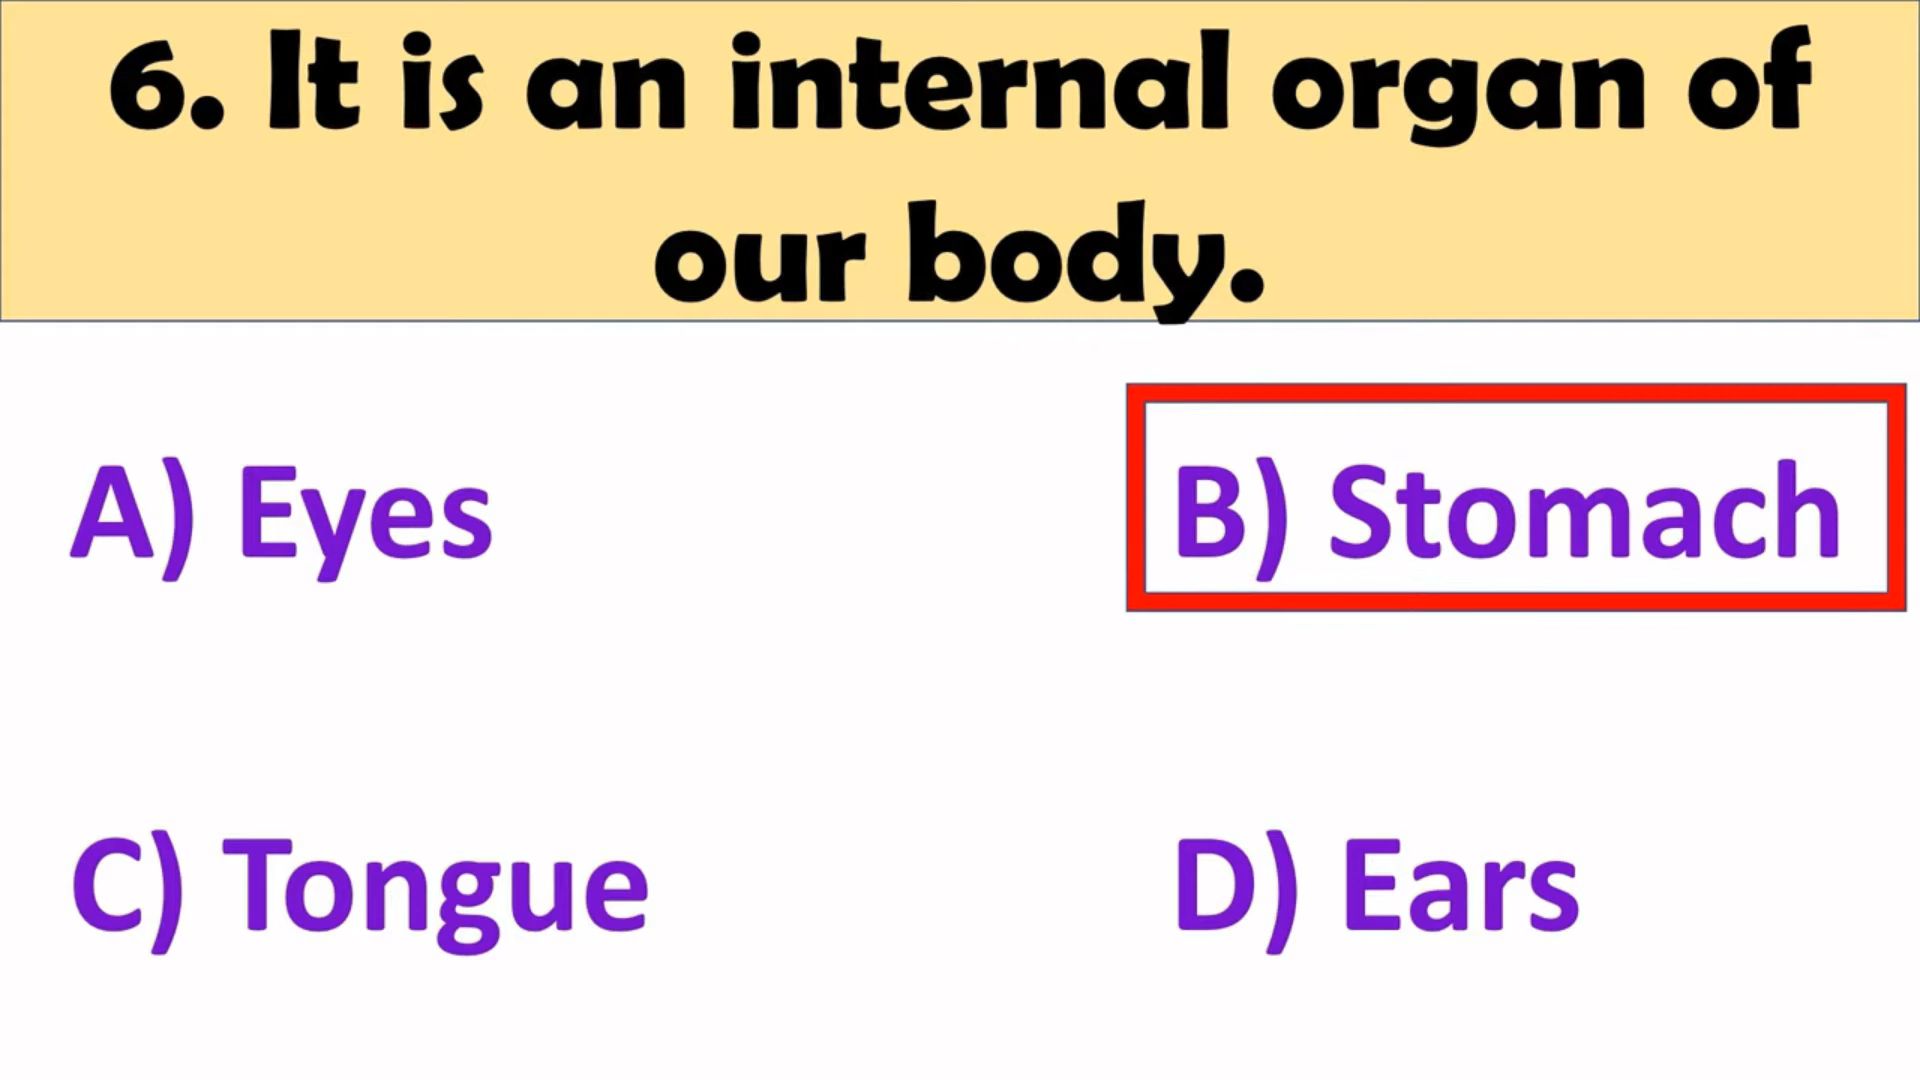 6. It is an internal organ of
our body.
A) Eyes
B) Stomach
C) Tongue
D) Ears